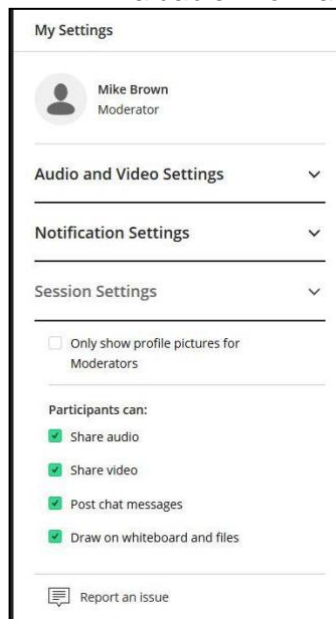 My Settings
Mike Brown
Moderator
Audio and Video Settings
Notification Settings
Session Settings
Only show profile pictures for
Moderators
Participants can:
Share audio
Share video
Post chat messages
Draw on whiteboard and files
Report an issue